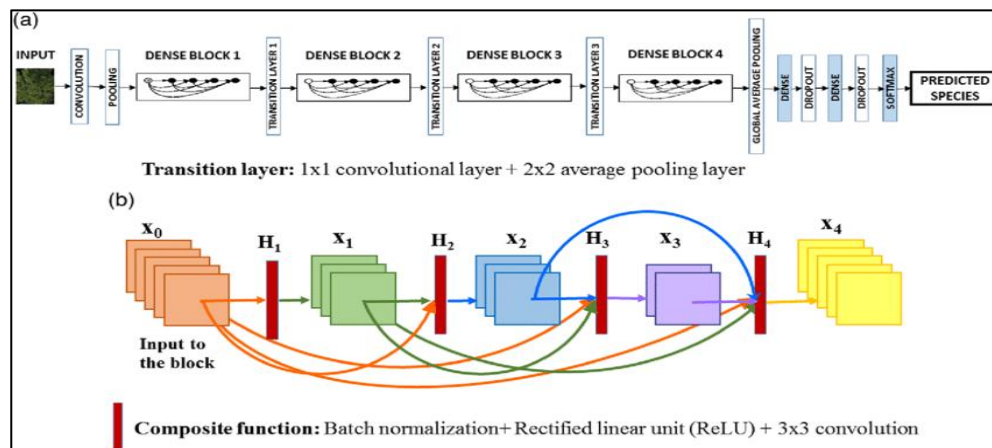 (a)
INPUT
CONVOLUTION
POOLING
DENSE BLOCK 1
TRANSITION LAYER 1
DENSE BLOCK 2
TRANSITION LAYER 2
DENSE BLOCK 3
TRANSITION LAYER 3
DENSE BLOCK 4
GLOBAL AVERAGE POOLING
DENSE
DROPOUT
DENSE
DROPOUT
SOFTMAX
PREDICTED
SPECIES
Transition layer: 1x1 convolutional layer + 2x2 average pooling layer
(b)
x₀
H₁
x₁
H₂
x₂
H₃
x₃
H₄
x₄
Input to
the block
Composite function: Batch normalization+ Rectified linear unit (ReLU) + 3x3 convolution